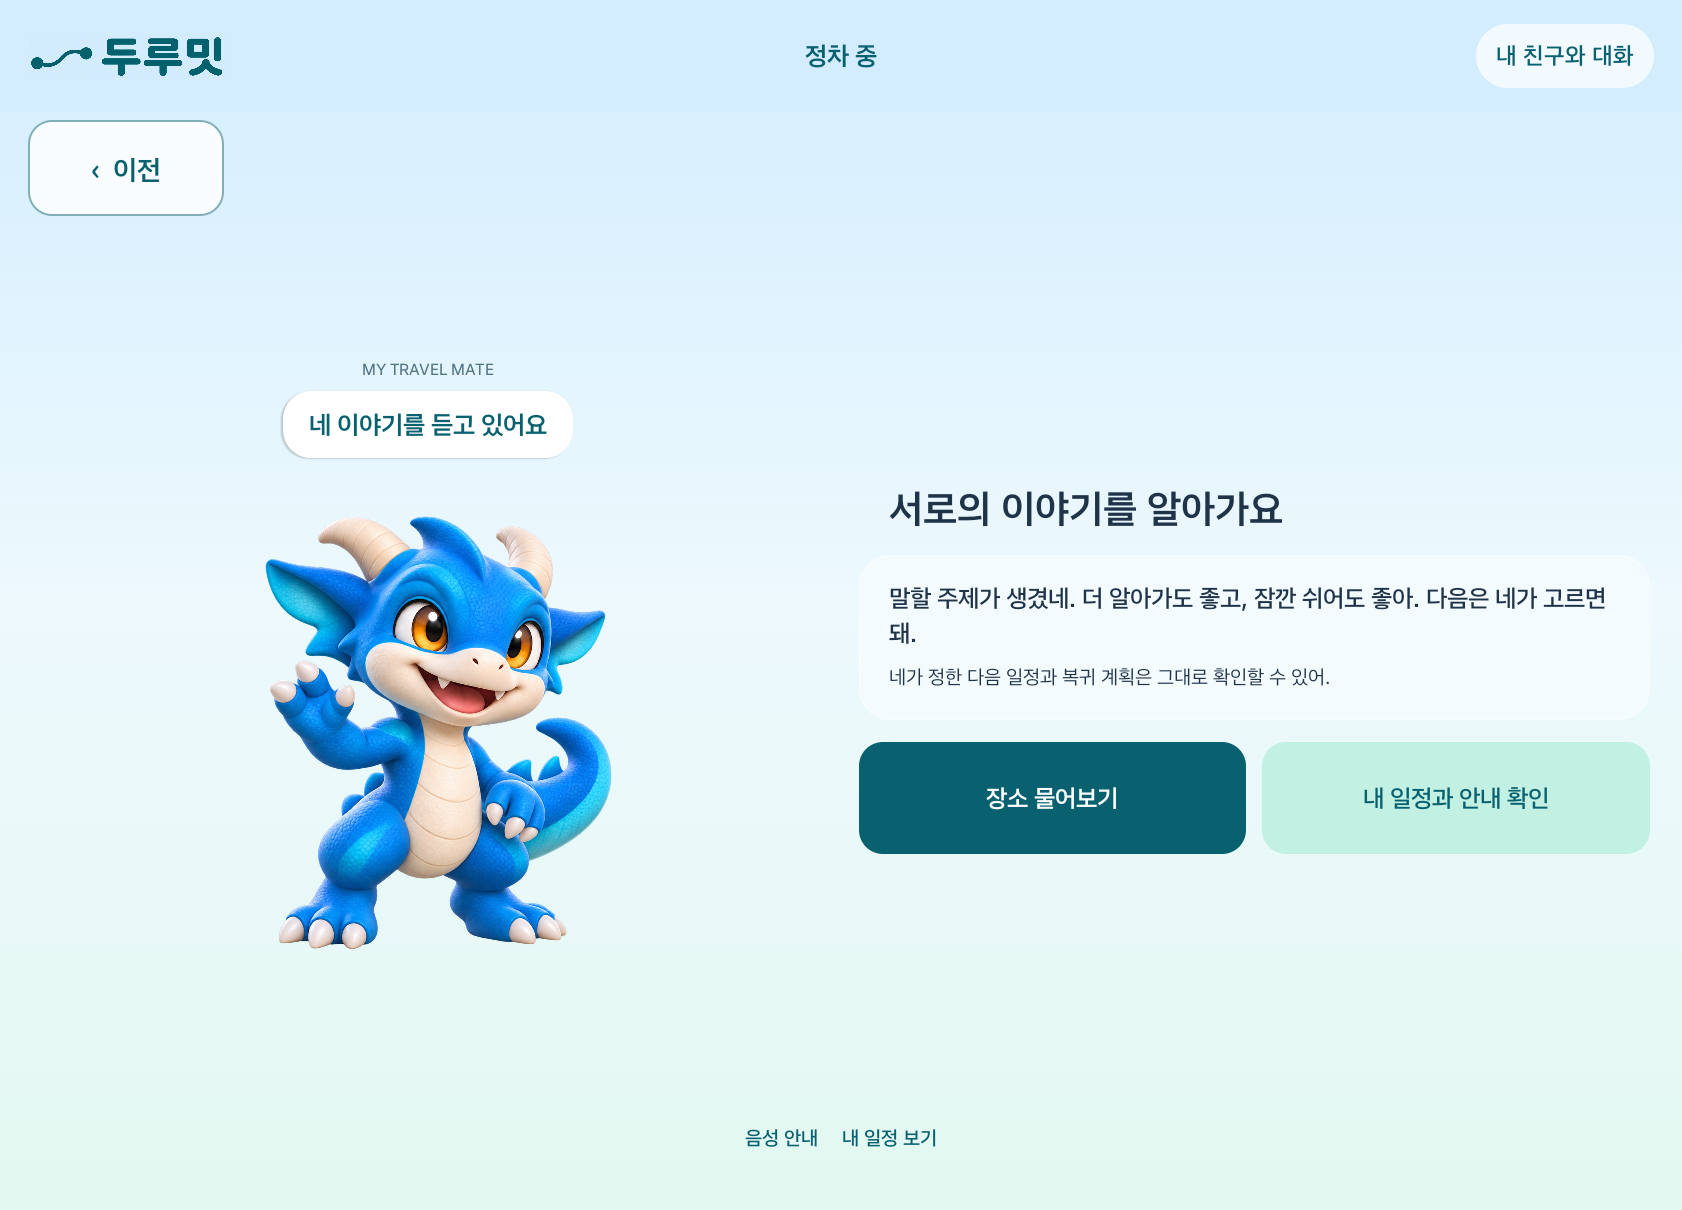 두루밋
정차 중
내 친구와 대화
‹ 이전
MY TRAVEL MATE
네 이야기를 듣고 있어요
서로의 이야기를 알아가요
말할 주제가 생겼네. 더 알아가도 좋고, 잠깐 쉬어도 좋아. 다음은 네가 고르면
돼.
네가 정한 다음 일정과 복귀 계획은 그대로 확인할 수 있어.
장소 물어보기
내 일정과 안내 확인
음성 안내
내 일정 보기